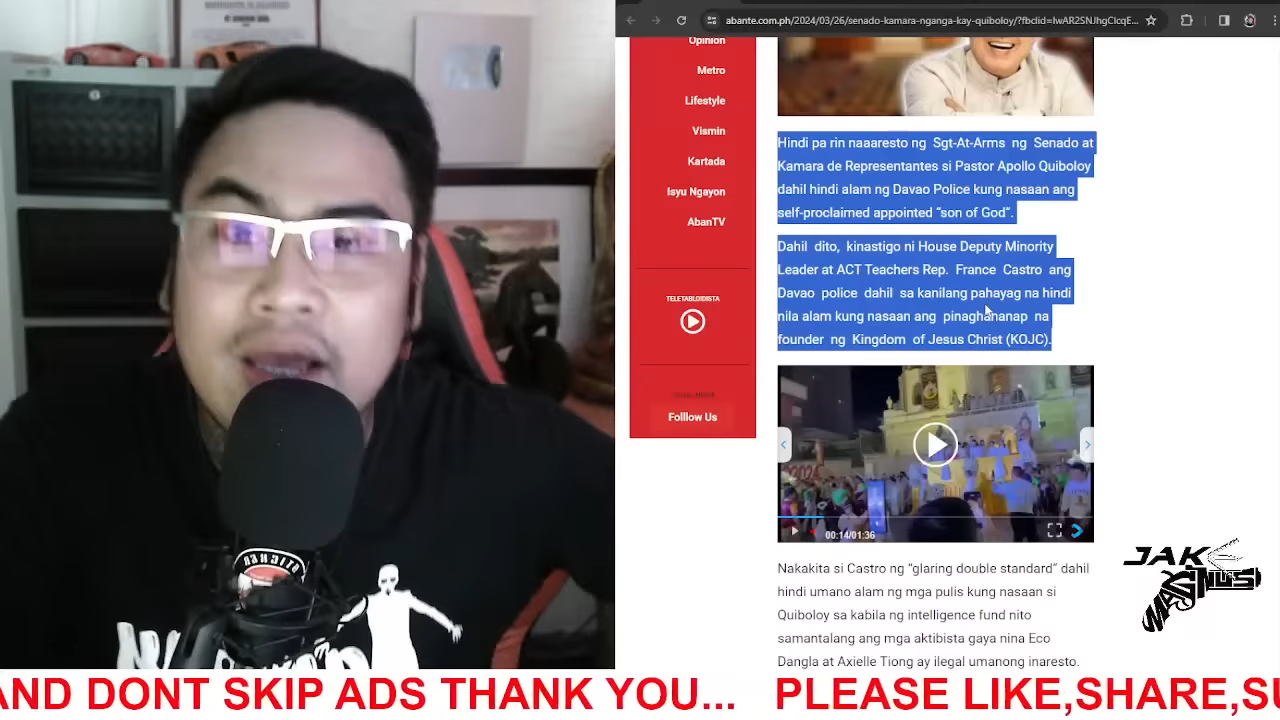 abante.com.ph/2024/03/26/senado-kamara-nganga-kay-quiboloy/?fbclid=IwAR2SNJhgClcqE...
Opinion
Metro
Lifestyle
Vismin
Kartada
Isyu Ngayon
AbanTV
TELETABLOIDISTA
Folllow Us
Hindi pa rin naaaresto ng Sgt-At-Arms ng Senado at
Kamara de Representantes si Pastor Apollo Quiboloy
dahil hindi alam ng Davao Police kung nasaan ang
self-proclaimed appointed “son of God”.
Dahil dito, kinastigo ni House Deputy Minority
Leader at ACT Teachers Rep. France Castro ang
Davao police dahil sa kanilang pahayag na hindi
nila alam kung nasaan ang pinaghahanap na
founder ng Kingdom of Jesus Christ (KOJC).
00:14/01:36
Nakakita si Castro ng “glaring double standard” dahil
hindi umano alam ng mga pulis kung nasaan si
Quiboloy sa kabila ng intelligence fund nito
samantalang ang mga aktibista gaya nina Eco
Dangla at Axielle Tiong ay ilegal umanong inaresto.
JAK
MASHUSI
AND DONT SKIP ADS THANK YOU... PLEASE LIKE,SHARE,SU